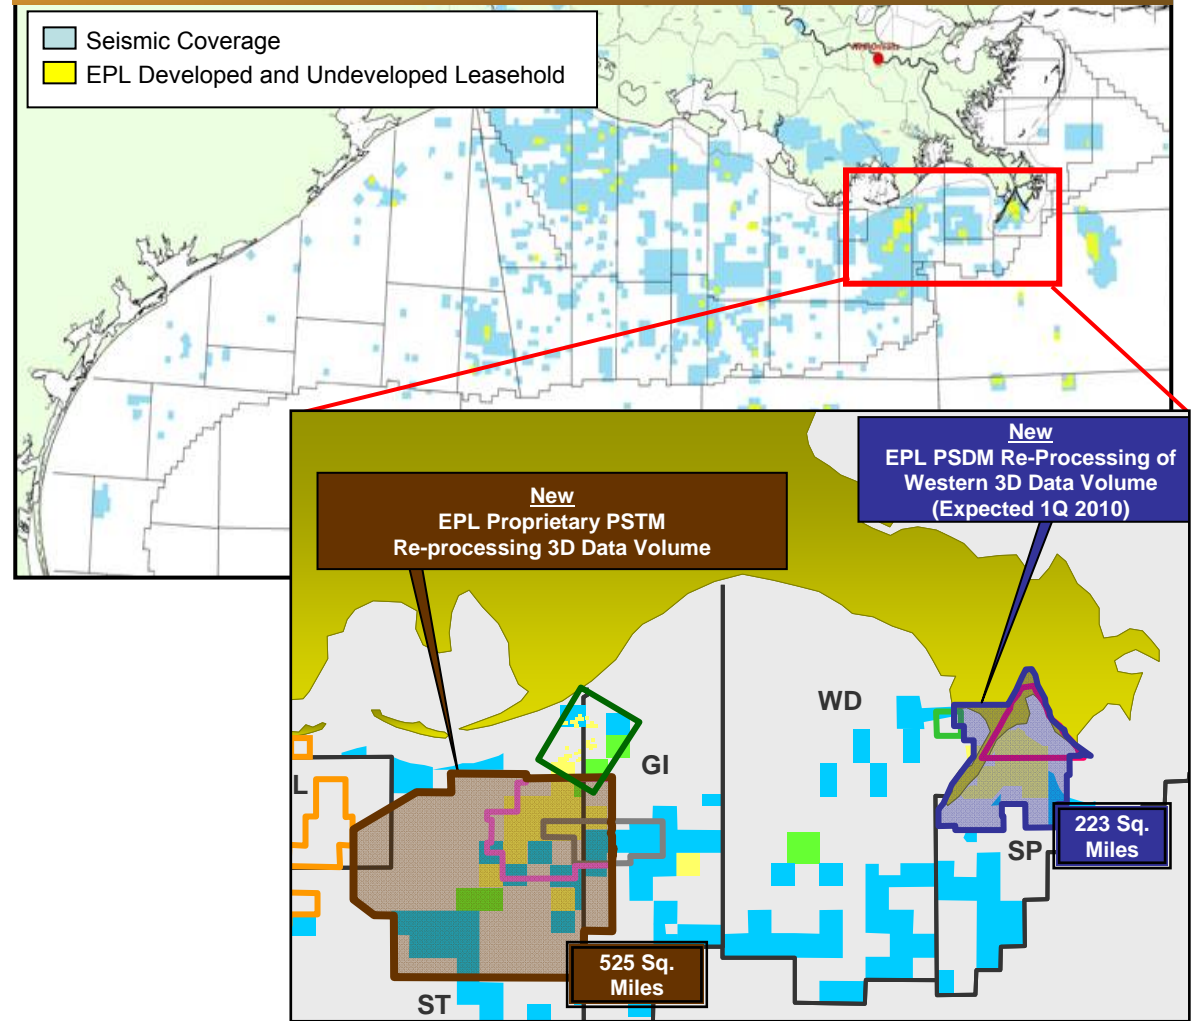 Seismic Coverage
EPL Developed and Undeveloped Leasehold
New
EPL PSDM Re-Processing of
Western 3D Data Volume
(Expected 1Q 2010)
New
EPL Proprietary PSTM
Re-processing 3D Data Volume
WD
GI
L
223 Sq.
Miles
SP
525 Sq.
Miles
ST